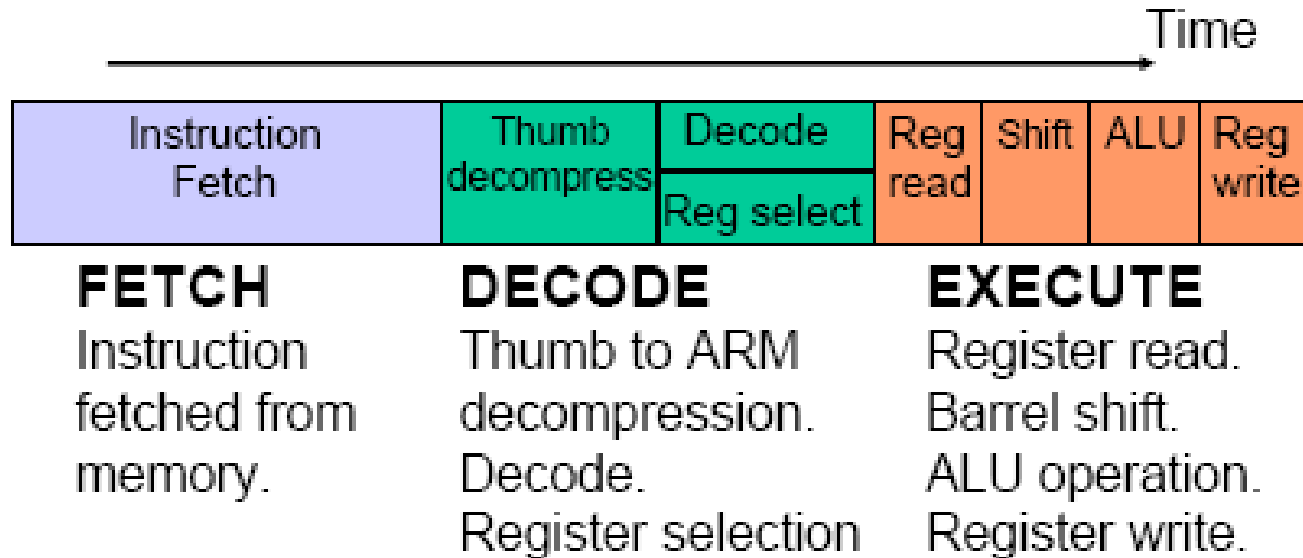 Time
Instruction
Fetch
Thumb
decompress
Decode
Reg select
Reg
read
Shift
ALU
Reg
write
FETCH
Instruction
fetched from
memory.
DECODE
Thumb to ARM
decompression.
Decode.
Register selection
EXECUTE
Register read.
Barrel shift.
ALU operation.
Register write.